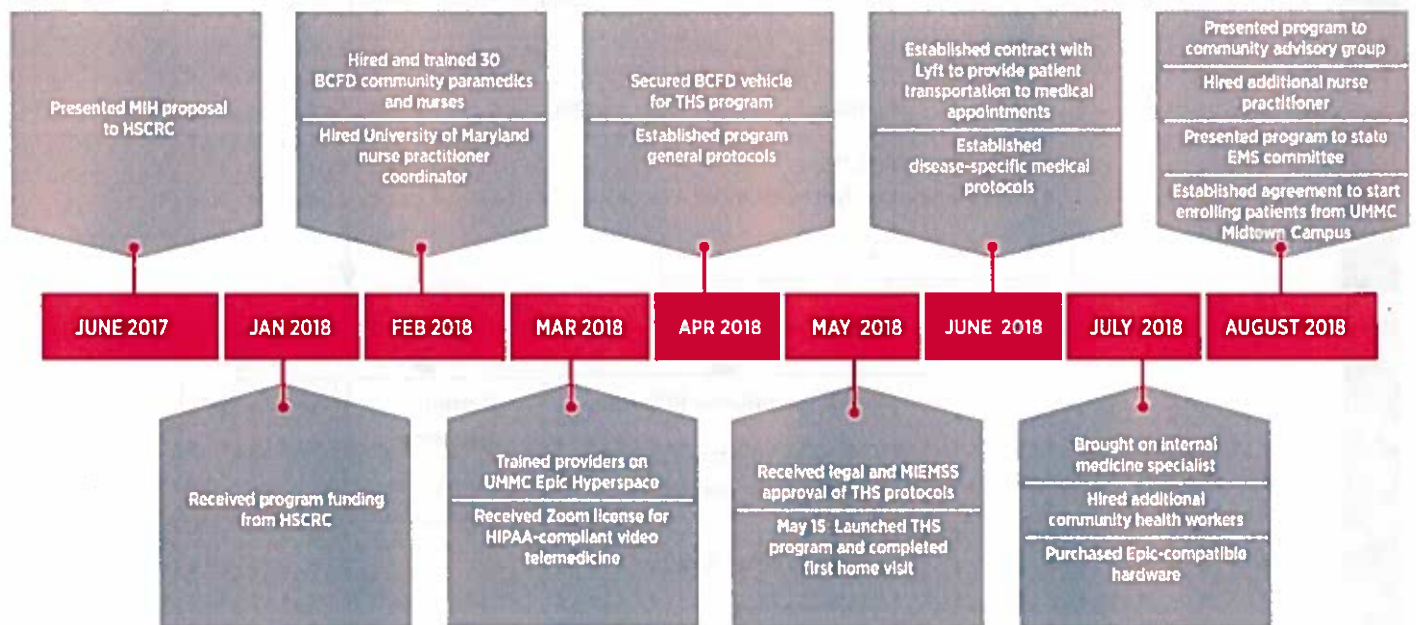 Presented MIH proposal
to HSCRC
Hired and trained 30
BCFD community paramedics
and nurses
Hired University of Maryland
nurse practitioner
coordinator
Secured BCFD vehicle
for THS program
Established program
general protocols
Established contract with
Lyft to provide patient
transportation to medical
appointments
Established
disease-specific medical
protocols
Presented program to
community advisory group
Hired additional nurse
practitioner
Presented program to state
EMS committee
Established agreement to start
enrolling patients from UMMC
Midtown Campus
JUNE 2017
JAN 2018
FEB 2018
MAR 2018
APR 2018
MAY 2018
JUNE 2018
JULY 2018
AUGUST 2018
Received program funding
from HSCRC
Trained providers on
UMMC Epic Hyperspace
Received Zoom license for
HIPAA-compliant video
telemedicine
Received legal and MIEMSS
approval of THS protocols
May 15: Launched THS
program and completed
first home visit
Brought on internal
medicine specialist
Hired additional
community health workers
Purchased Epic-compatible
hardware